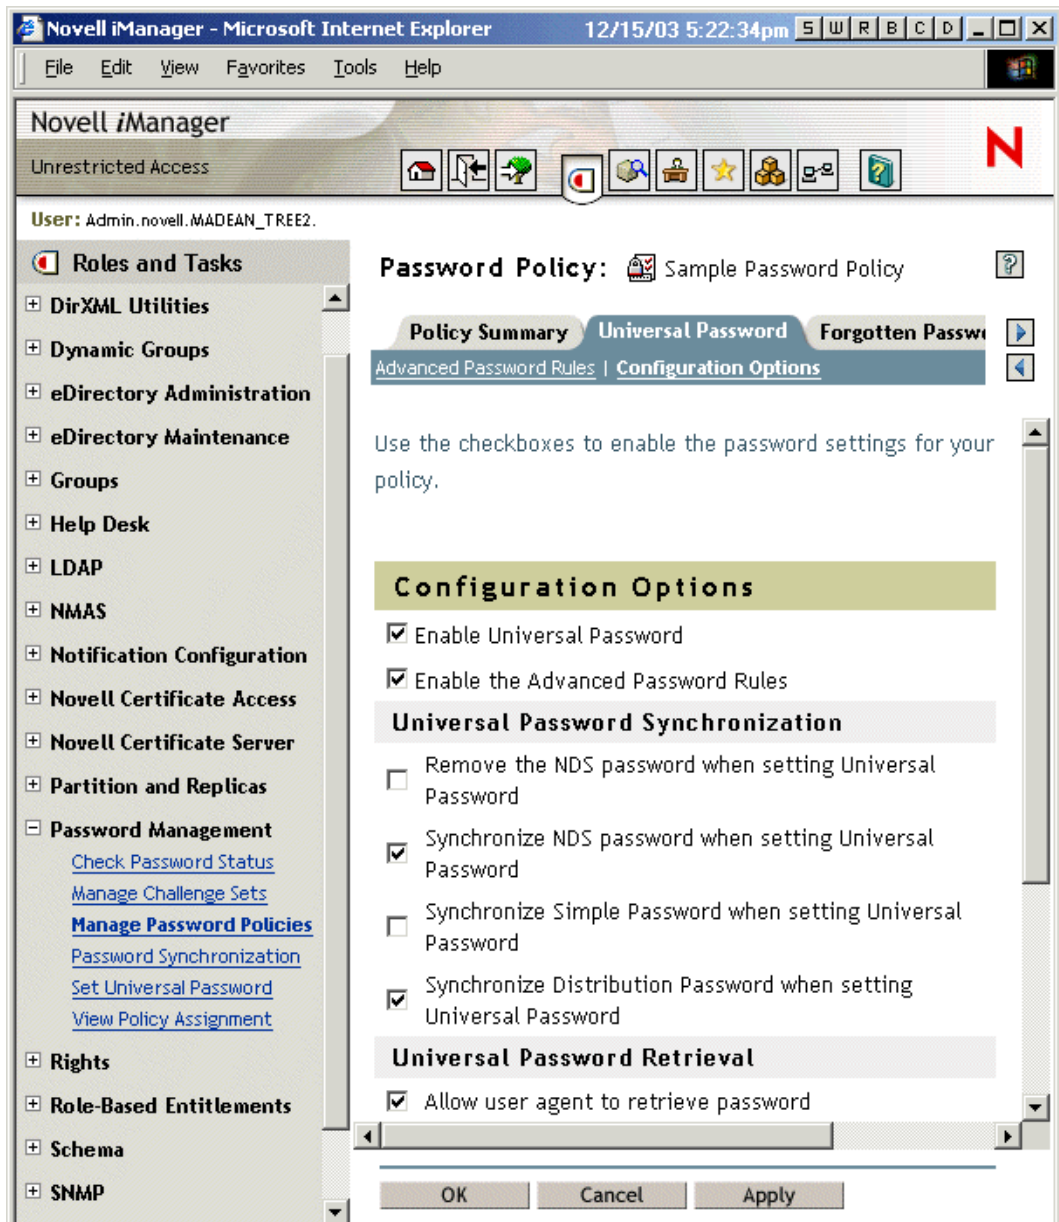 Novell iManager - Microsoft Internet Explorer 12/15/03 5:22:34pm S W R B C D
File Edit View Favorites Tools Help
Novell iManager
Unrestricted Access
N
User: Admin.novell.MADEAN_TREE2.
Roles and Tasks
DirXML Utilities
Dynamic Groups
eDirectory Administration
eDirectory Maintenance
Groups
Help Desk
LDAP
NMAS
Notification Configuration
Novell Certificate Access
Novell Certificate Server
Partition and Replicas
Password Management
Check Password Status
Manage Challenge Sets
Manage Password Policies
Password Synchronization
Set Universal Password
View Policy Assignment
Rights
Role-Based Entitlements
Schema
SNMP
Password Policy: Sample Password Policy
?
Policy Summary Universal Password Forgotten Passw
Advanced Password Rules | Configuration Options
Use the checkboxes to enable the password settings for your
policy.
Configuration Options
Enable Universal Password
Enable the Advanced Password Rules
Universal Password Synchronization
Remove the NDS password when setting Universal
Password
Synchronize NDS password when setting Universal
Password
Synchronize Simple Password when setting Universal
Password
Synchronize Distribution Password when setting
Universal Password
Universal Password Retrieval
Allow user agent to retrieve password
OK Cancel Apply